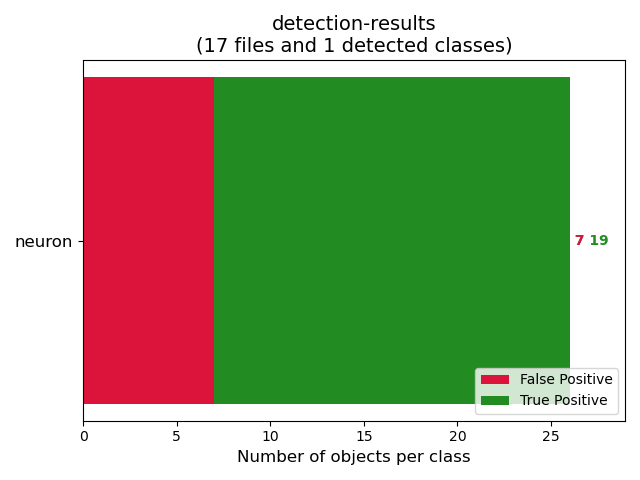 detection-results
(17 files and 1 detected classes)
neuron
7 19
False Positive
True Positive
0 5 10 15 20 25
Number of objects per class